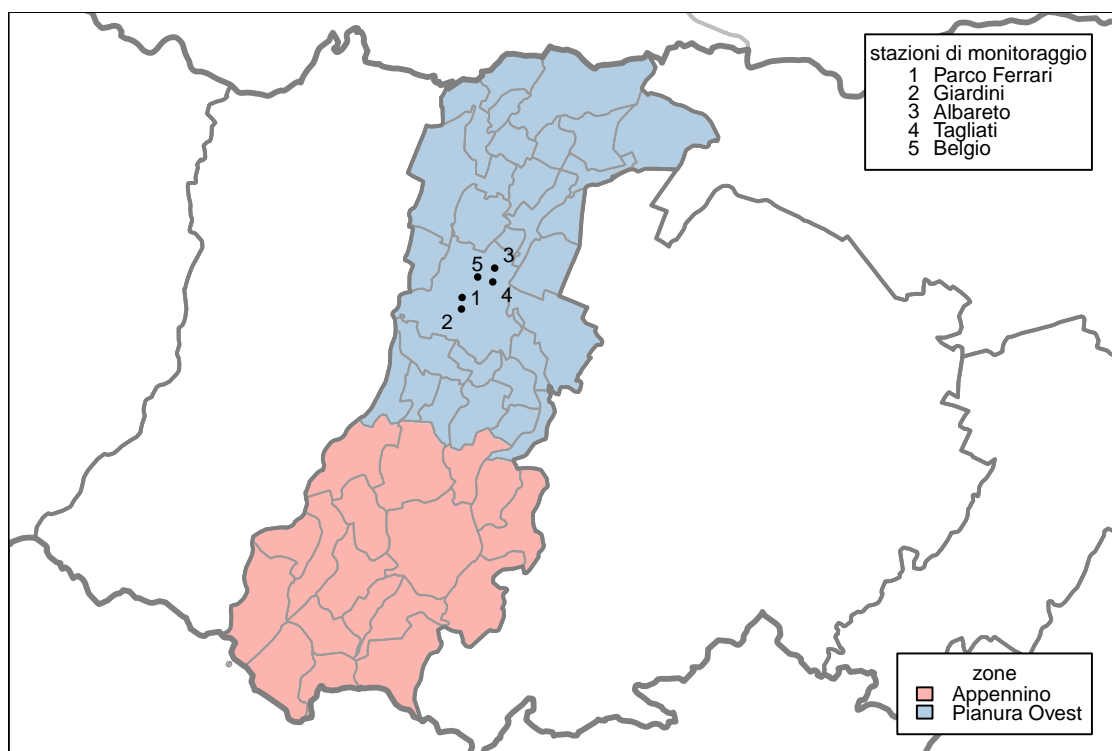 stazioni di monitoraggio
1 Parco Ferrari
2 Giardini
3 Albareto
4 Tagliati
5 Belgio
3
5
1
4
2
zone
Appennino
Pianura Ovest